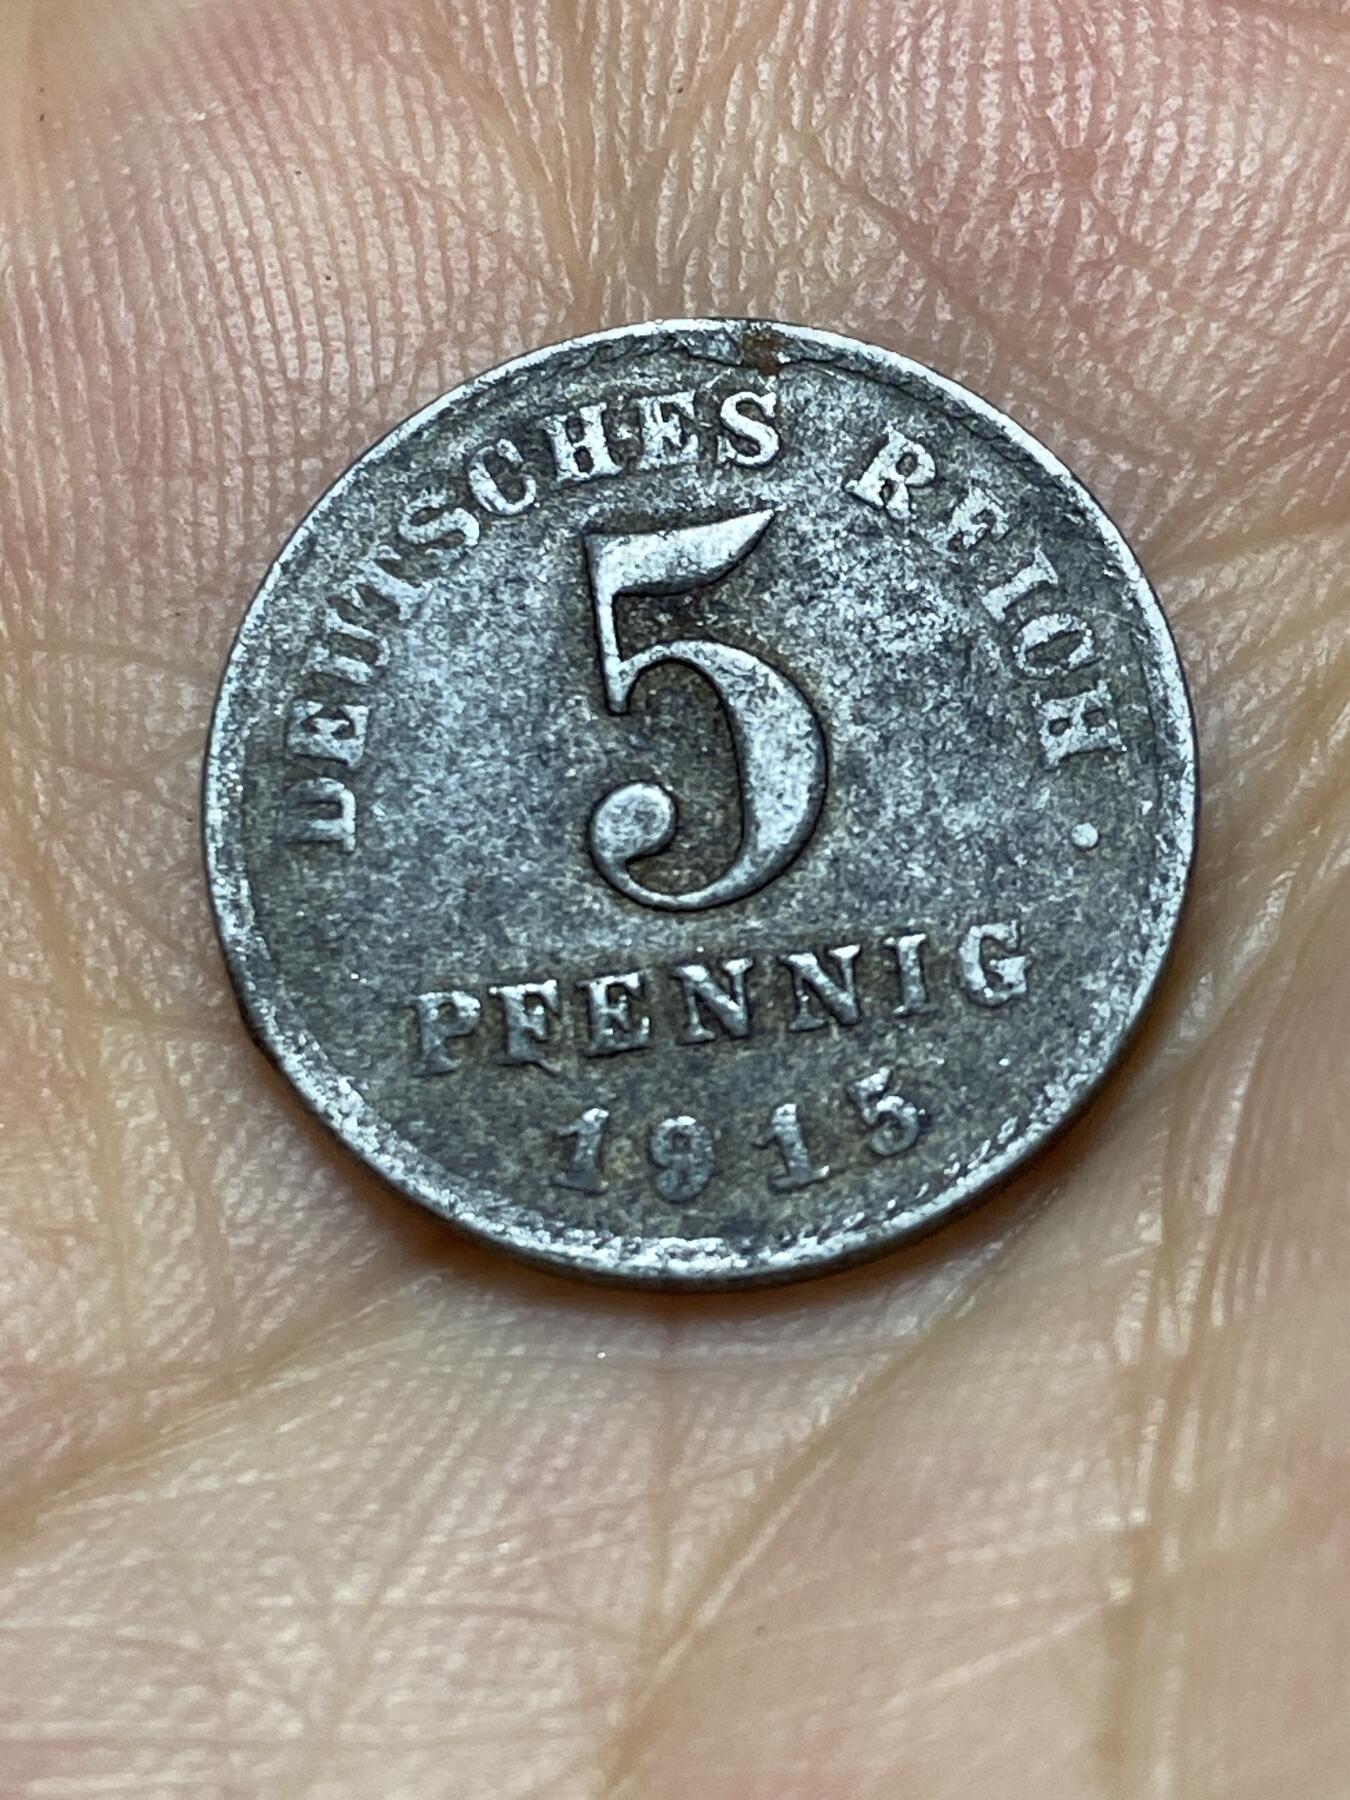 DEUTSCHES REICH .
5
PFENNIG
1915